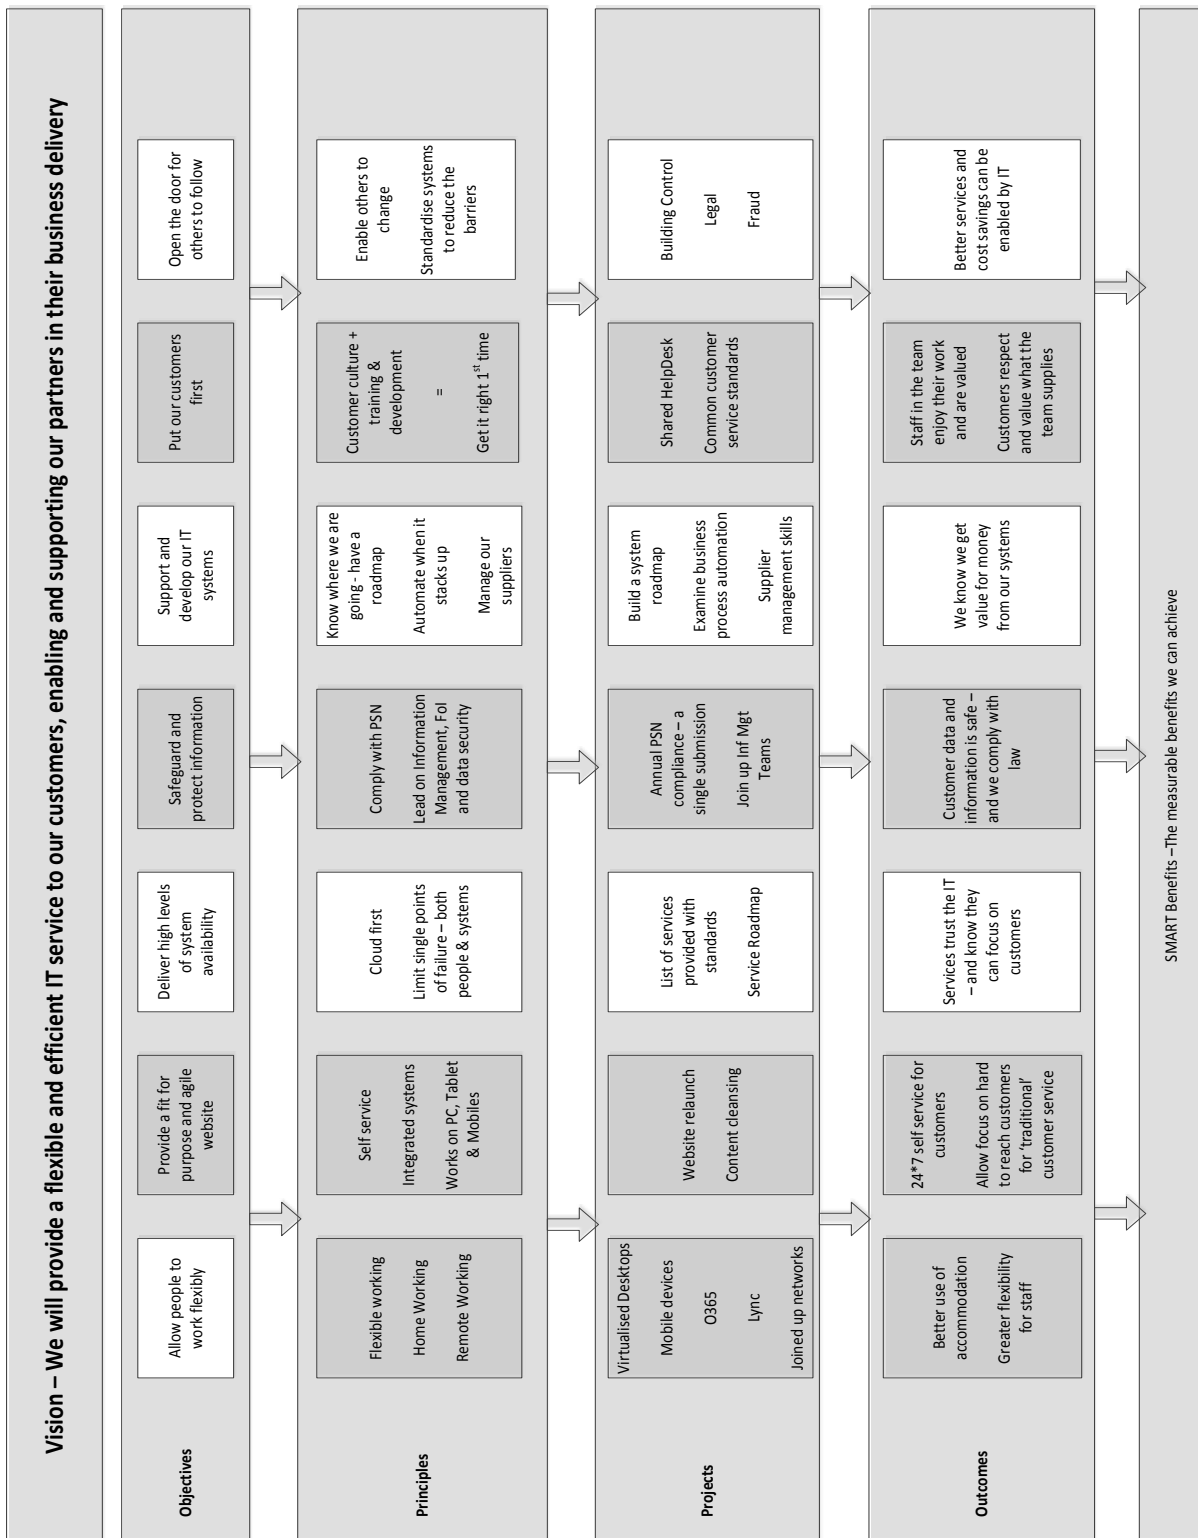 Vision – We will provide a flexible and efficient IT service to our customers, enabling and supporting our partners in their business delivery
Objectives
Allow people to
work flexibly
Provide a fit for
purpose and agile
website
Deliver high levels
of system
availability
Safeguard and
protect information
Support and
develop our IT
systems
Put our customers
first
Open the door for
others to follow
Principles
Flexible working
Home Working
Remote Working
Self service
Integrated systems
Works on PC, Tablet
& Mobiles
Cloud first
Limit single points
of failure – both
people & systems
Comply with PSN
Lead on Information
Management, FoI
and data security
Know where we are
going - have a
roadmap
Automate when it
stacks up
Manage our
suppliers
Customer culture +
training &
development
=
Get it right 1st time
Enable others to
change
Standardise systems
to reduce the
barriers
Projects
Virtualised Desktops
Mobile devices
O365
Lync
Joined up networks
Website relaunch
Content cleansing
List of services
provided with
standards
Service Roadmap
Annual PSN
compliance – a
single submission
Join up Inf Mgt
Teams
Build a system
roadmap
Examine business
process automation
Supplier
management skills
Shared HelpDesk
Common customer
service standards
Building Control
Legal
Fraud
Outcomes
Better use of
accommodation
Greater flexibility
for staff
24*7 self service for
customers
Allow focus on hard
to reach customers
for ‘traditional’
customer service
Services trust the IT
– and know they
can focus on
customers
Customer data and
information is safe –
and we comply with
law
We know we get
value for money
from our systems
Staff in the team
enjoy their work
and are valued
Customers respect
and value what the
team supplies
Better services and
cost savings can be
enabled by IT
SMART Benefits –The measurable benefits we can achieve